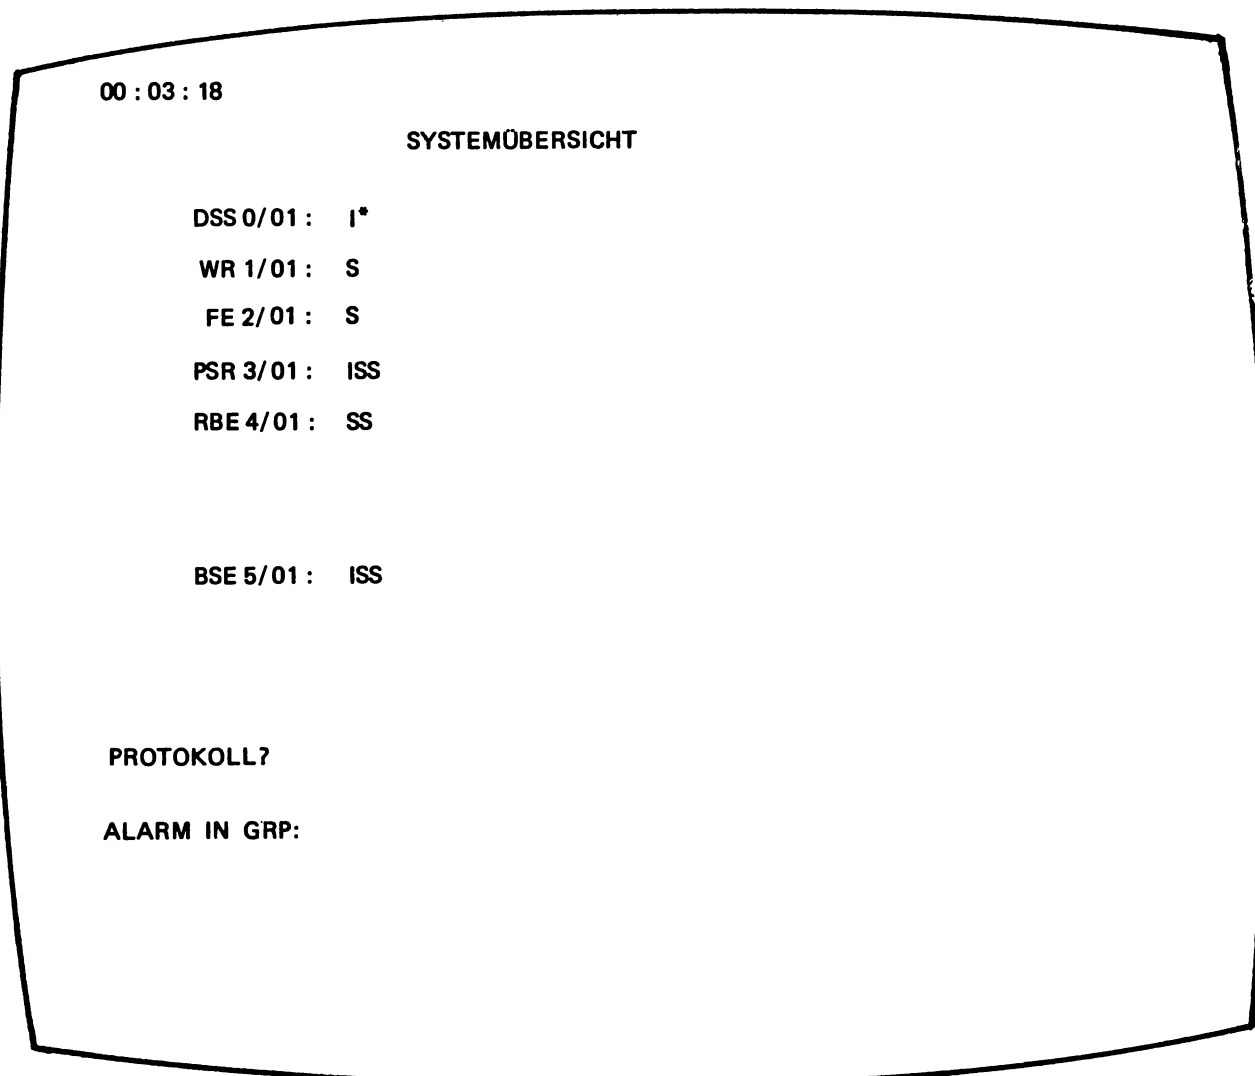 00 : 03 : 18
SYSTEMÜBERSICHT
DSS 0/01 : I*
WR 1/01 : S
FE 2/01 : S
PSR 3/01 : ISS
RBE 4/01 : SS
BSE 5/01 : ISS
PROTOKOLL?
ALARM IN GRP: